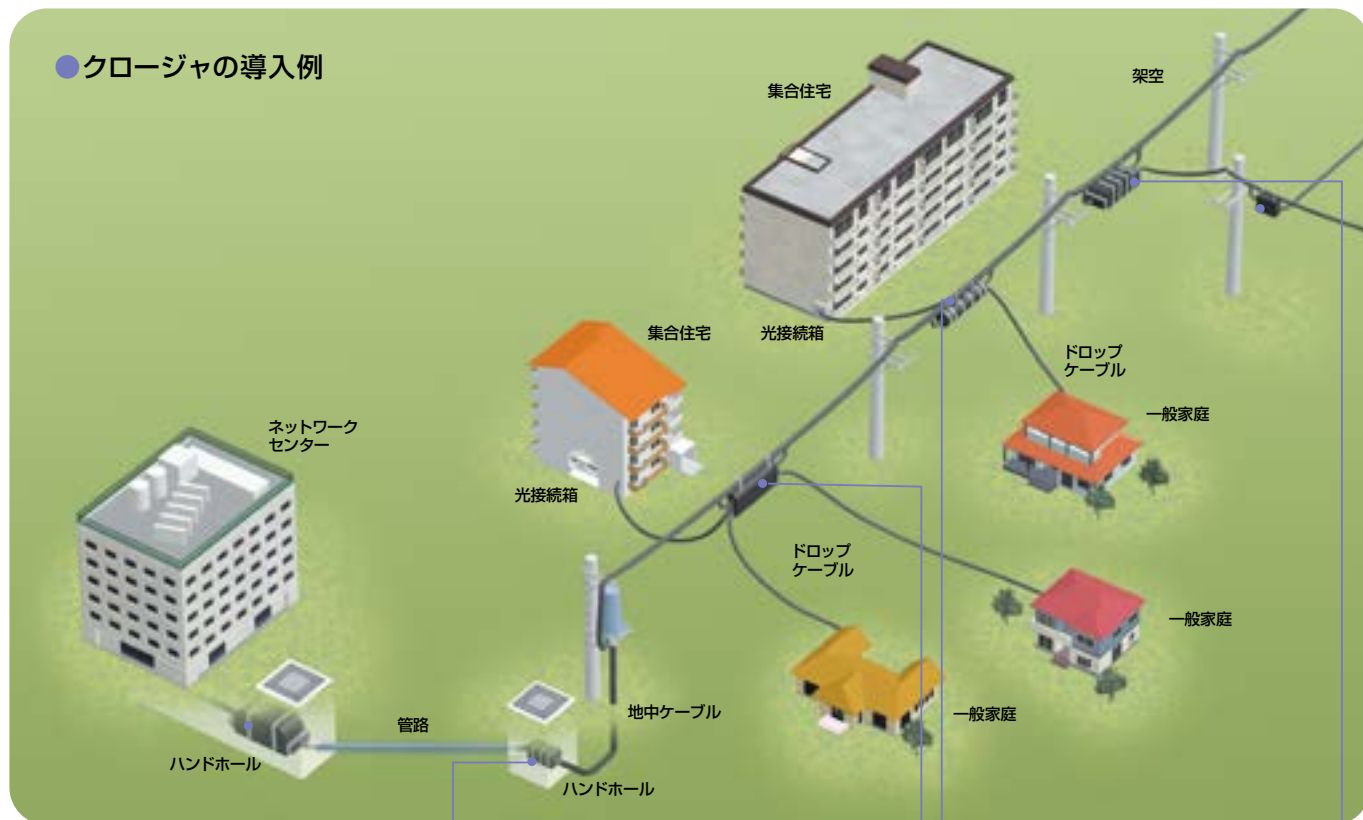 ●クロージャの導入例
集合住宅
架空
光接続箱
集合住宅
ドロップ
ケーブル
一般家庭
ネットワーク
センター
光接続箱
ドロップ
ケーブル
一般家庭
一般家庭
地中ケーブル
管路
ハンドホール
ハンドホール